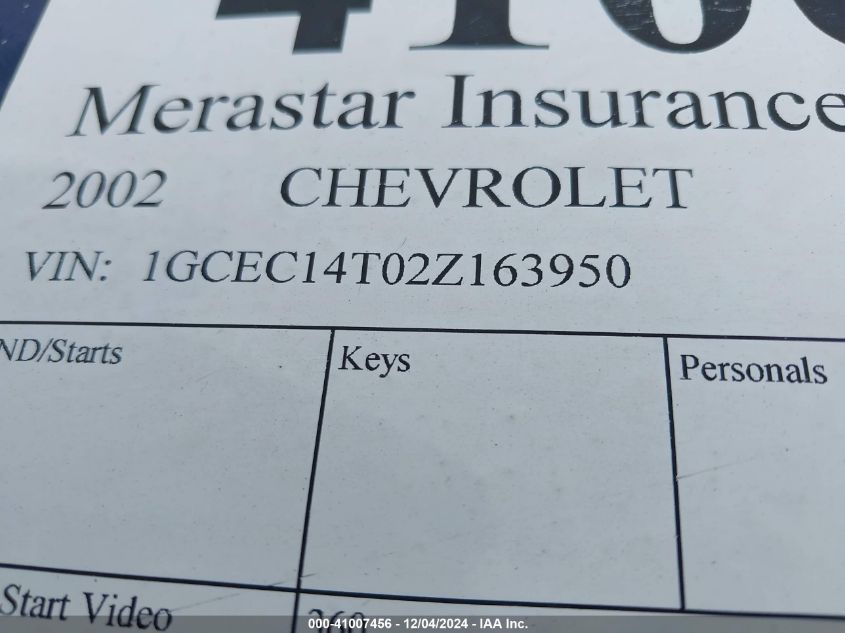 Merastar Insurance
2002 CHEVROLET
VIN: 1GCEC14T02Z163950
ND/Starts Keys Personals
Start Video 360
000-41007456 - 12/04/2024 - IAA Inc.